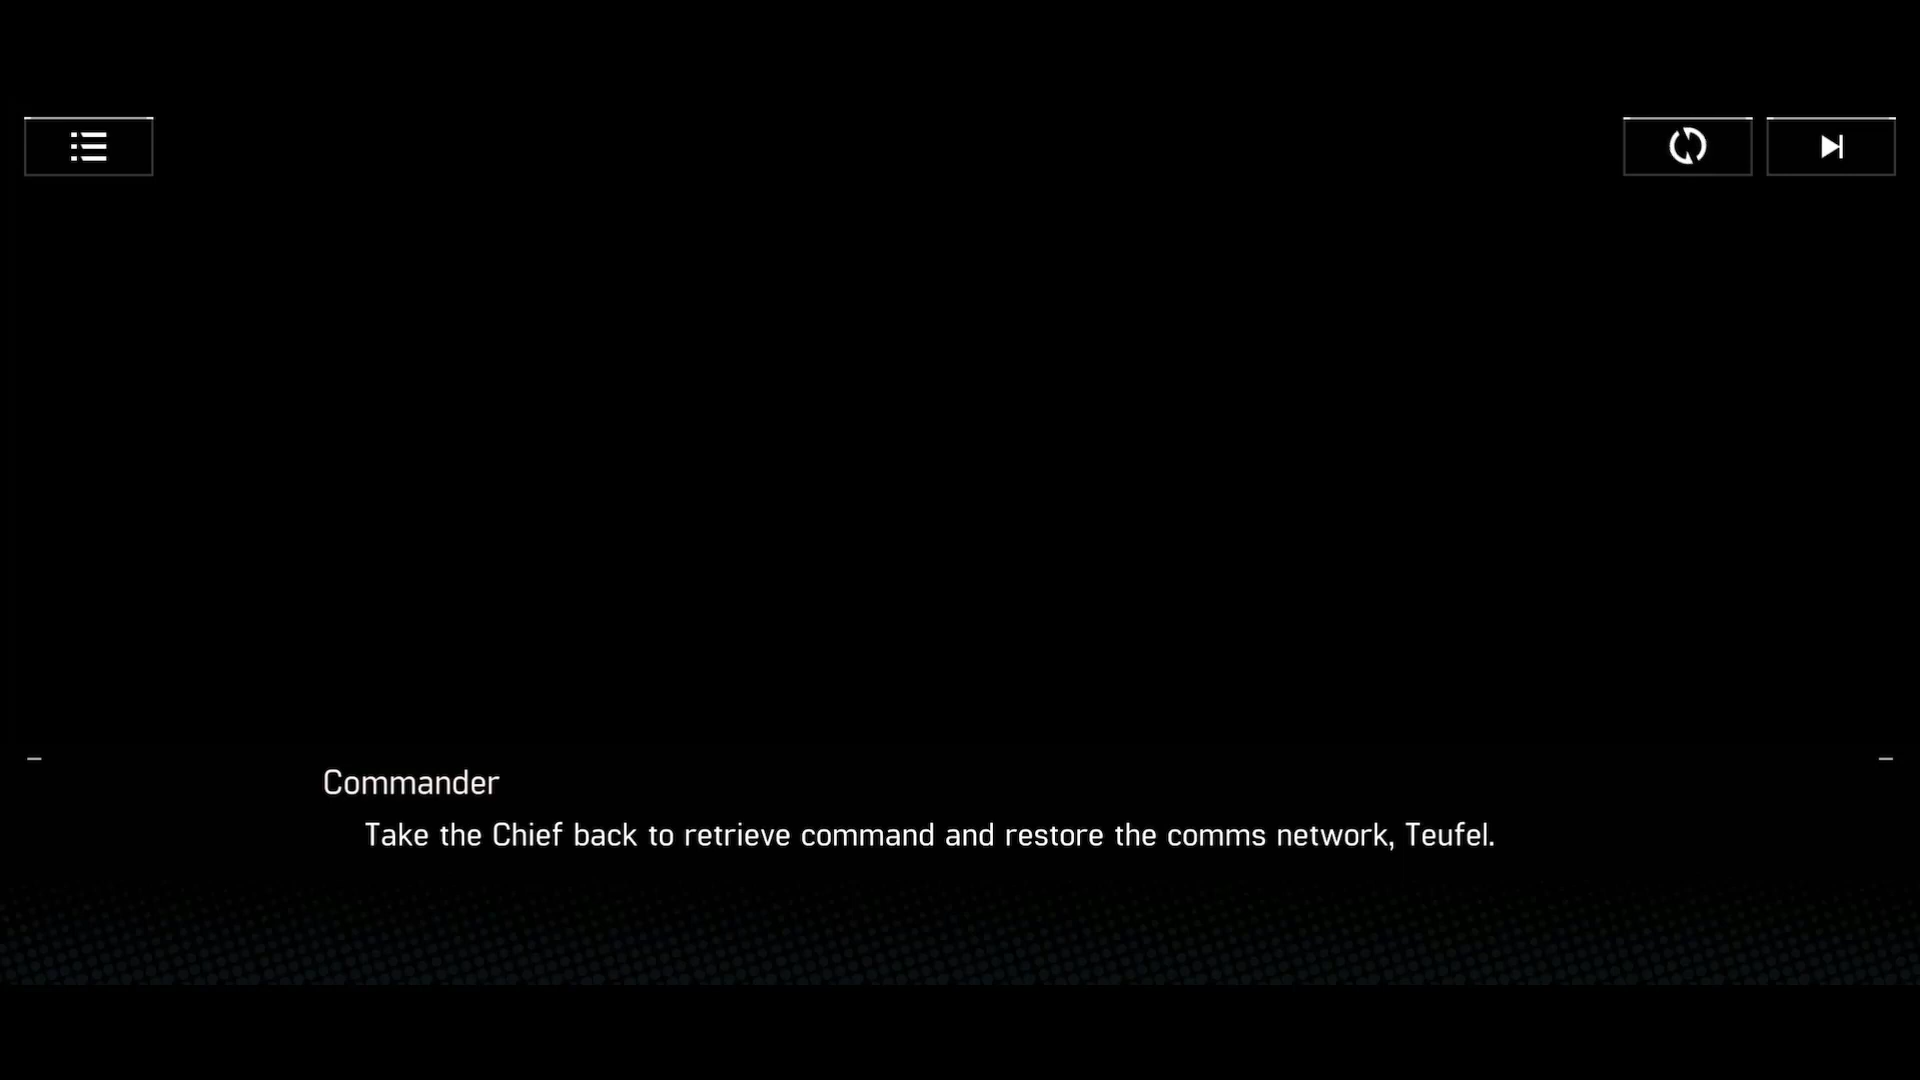 Commander
Take the Chief back to retrieve command and restore the comms network, Teufel.